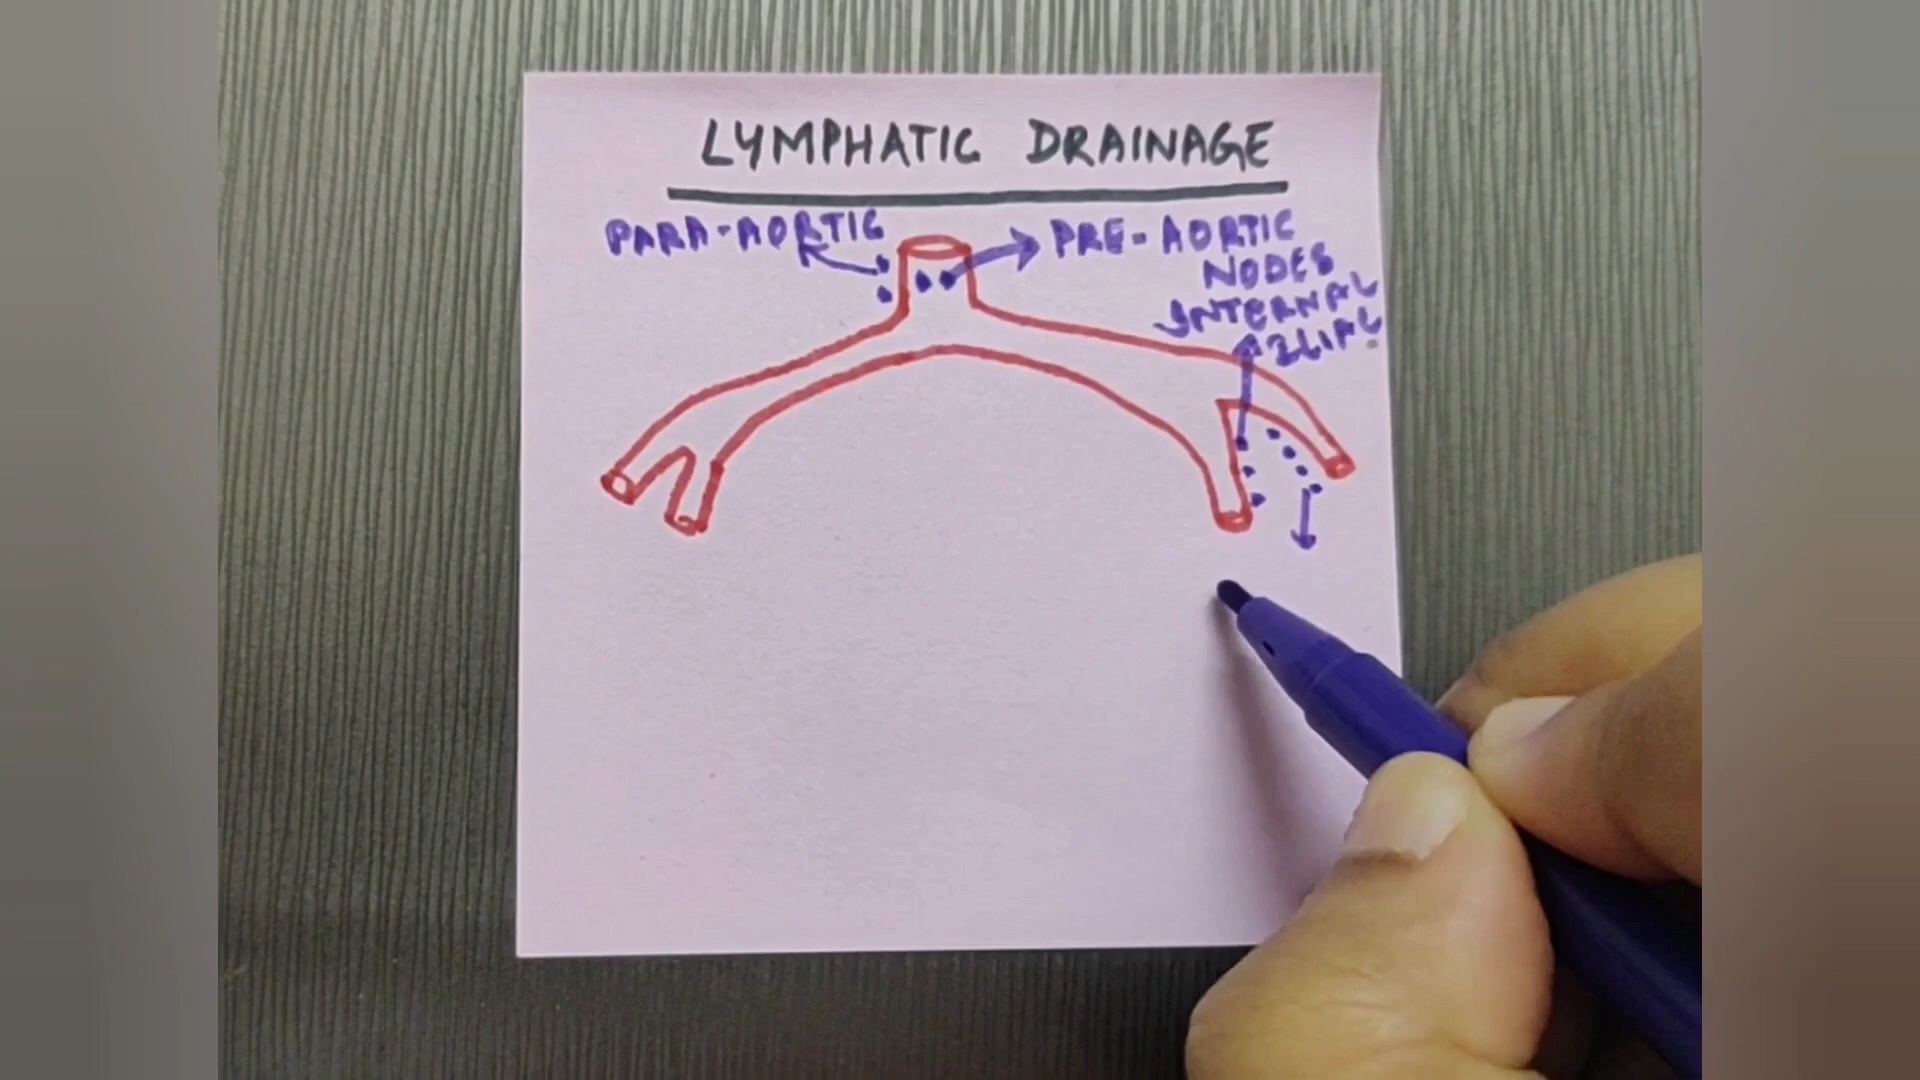 LYMPHATIC DRAINAGE
PARA-AORTIC
PRE-AORTIC
NODES
INTERNAL
ILIAC